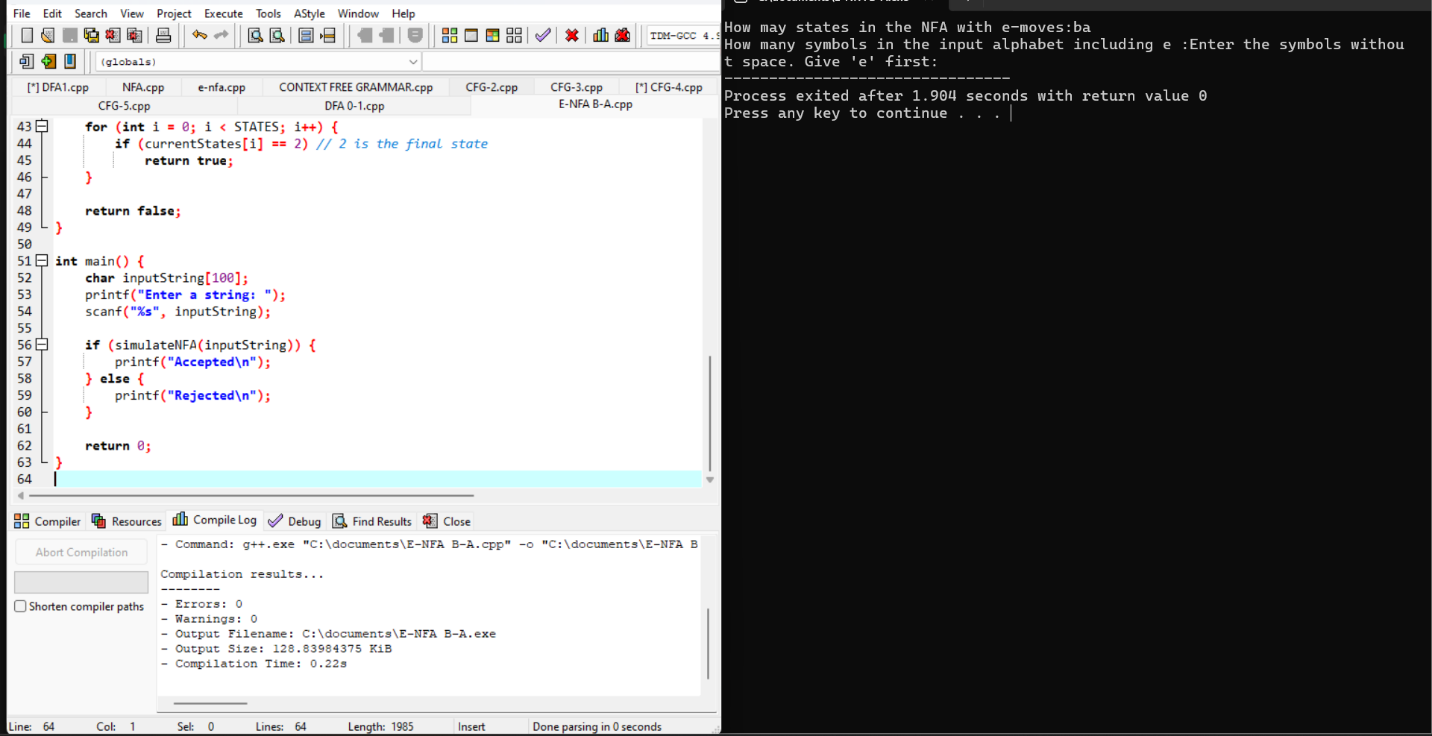 File Edit Search View Project Execute Tools AStyle Window Help
TDM-GCC 4.9
(globals)
[*] DFA1.cpp NFA.cpp e-nfa.cpp CONTEXT FREE GRAMMAR.cpp CFG-2.cpp CFG-3.cpp [*] CFG-4.cpp
CFG-5.cpp DFA 0-1.cpp E-NFA B-A.cpp
43 for (int i = 0; i < STATES; i++) {
44 if (currentStates[i] == 2) // 2 is the final state
45 return true;
46 }
47
48 return false;
49 }
50
51 int main() {
52 char inputString[100];
53 printf("Enter a string: ");
54 scanf("%s", inputString);
55
56 if (simulateNFA(inputString)) {
57 printf("Accepted\n");
58 } else {
59 printf("Rejected\n");
60 }
61
62 return 0;
63 }
64
Compiler Resources Compile Log Debug Find Results Close
Abort Compilation
Shorten compiler paths
- Command: g++.exe "C:\documents\E-NFA B-A.cpp" -o "C:\documents\E-NFA B
Compilation results...
--------
- Errors: 0
- Warnings: 0
- Output Filename: C:\documents\E-NFA B-A.exe
- Output Size: 128.83984375 KiB
- Compilation Time: 0.22s
Line: 64 Col: 1 Sel: 0 Lines: 64 Length: 1985 Insert Done parsing in 0 seconds
How may states in the NFA with e-moves:ba
How many symbols in the input alphabet including e :Enter the symbols withou
t space. Give 'e' first:
--------------------------------
Process exited after 1.904 seconds with return value 0
Press any key to continue . . .